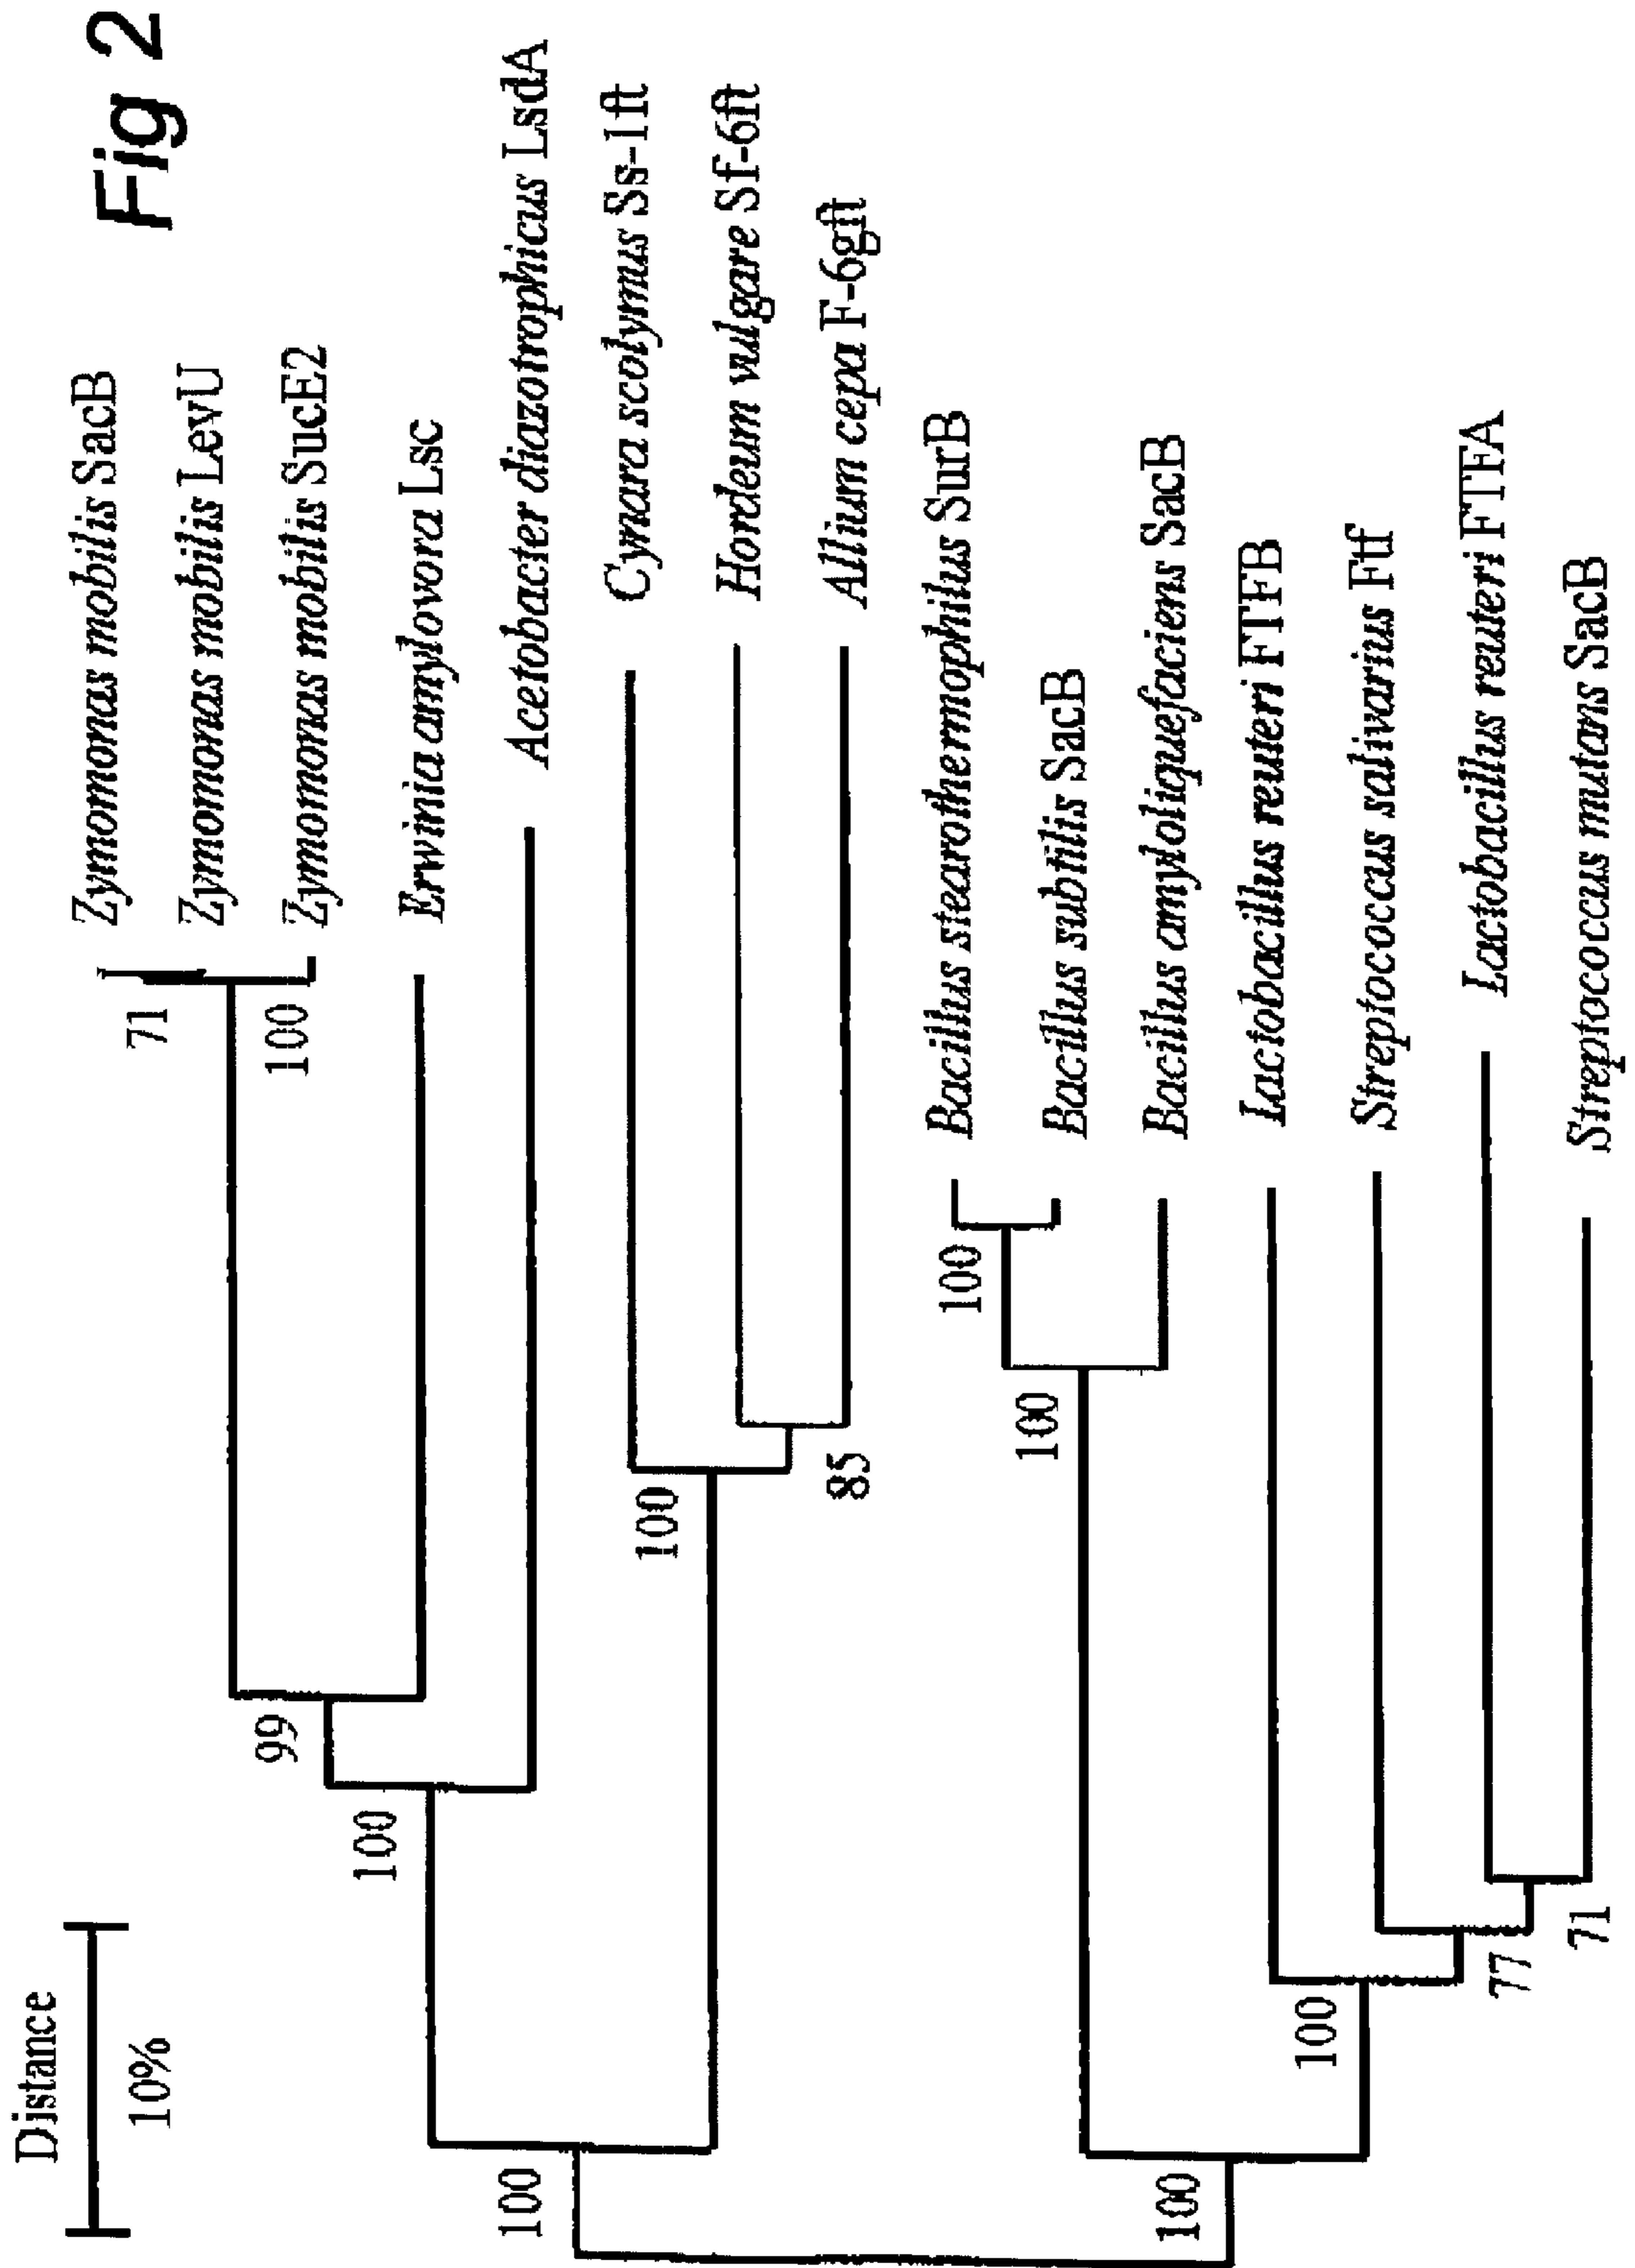 Fig 2
Distance
10%
Zymomonas mobilis SacB
71
Zymomonas mobilis LevU
100
Zymomonas mobilis SucE2
99
Erwinia amylovora Lsc
100
Acetobacter diazotrophicus LsdA
100
Cynara scolymus Ss-1ft
100
Hordeum vulgare Sf-6ft
85
Allium cepa F-6gft
100
Bacillus stearothermophilus SurB
100
Bacillus subtilis SacB
Bacillus amyloliquefaciens SacB
100
Lactobacillus reuteri FTFB
100
Streptococcus salivarius Ftf
77
Lactobacillus reuteri FTFA
71
Streptococcus mutans SacB